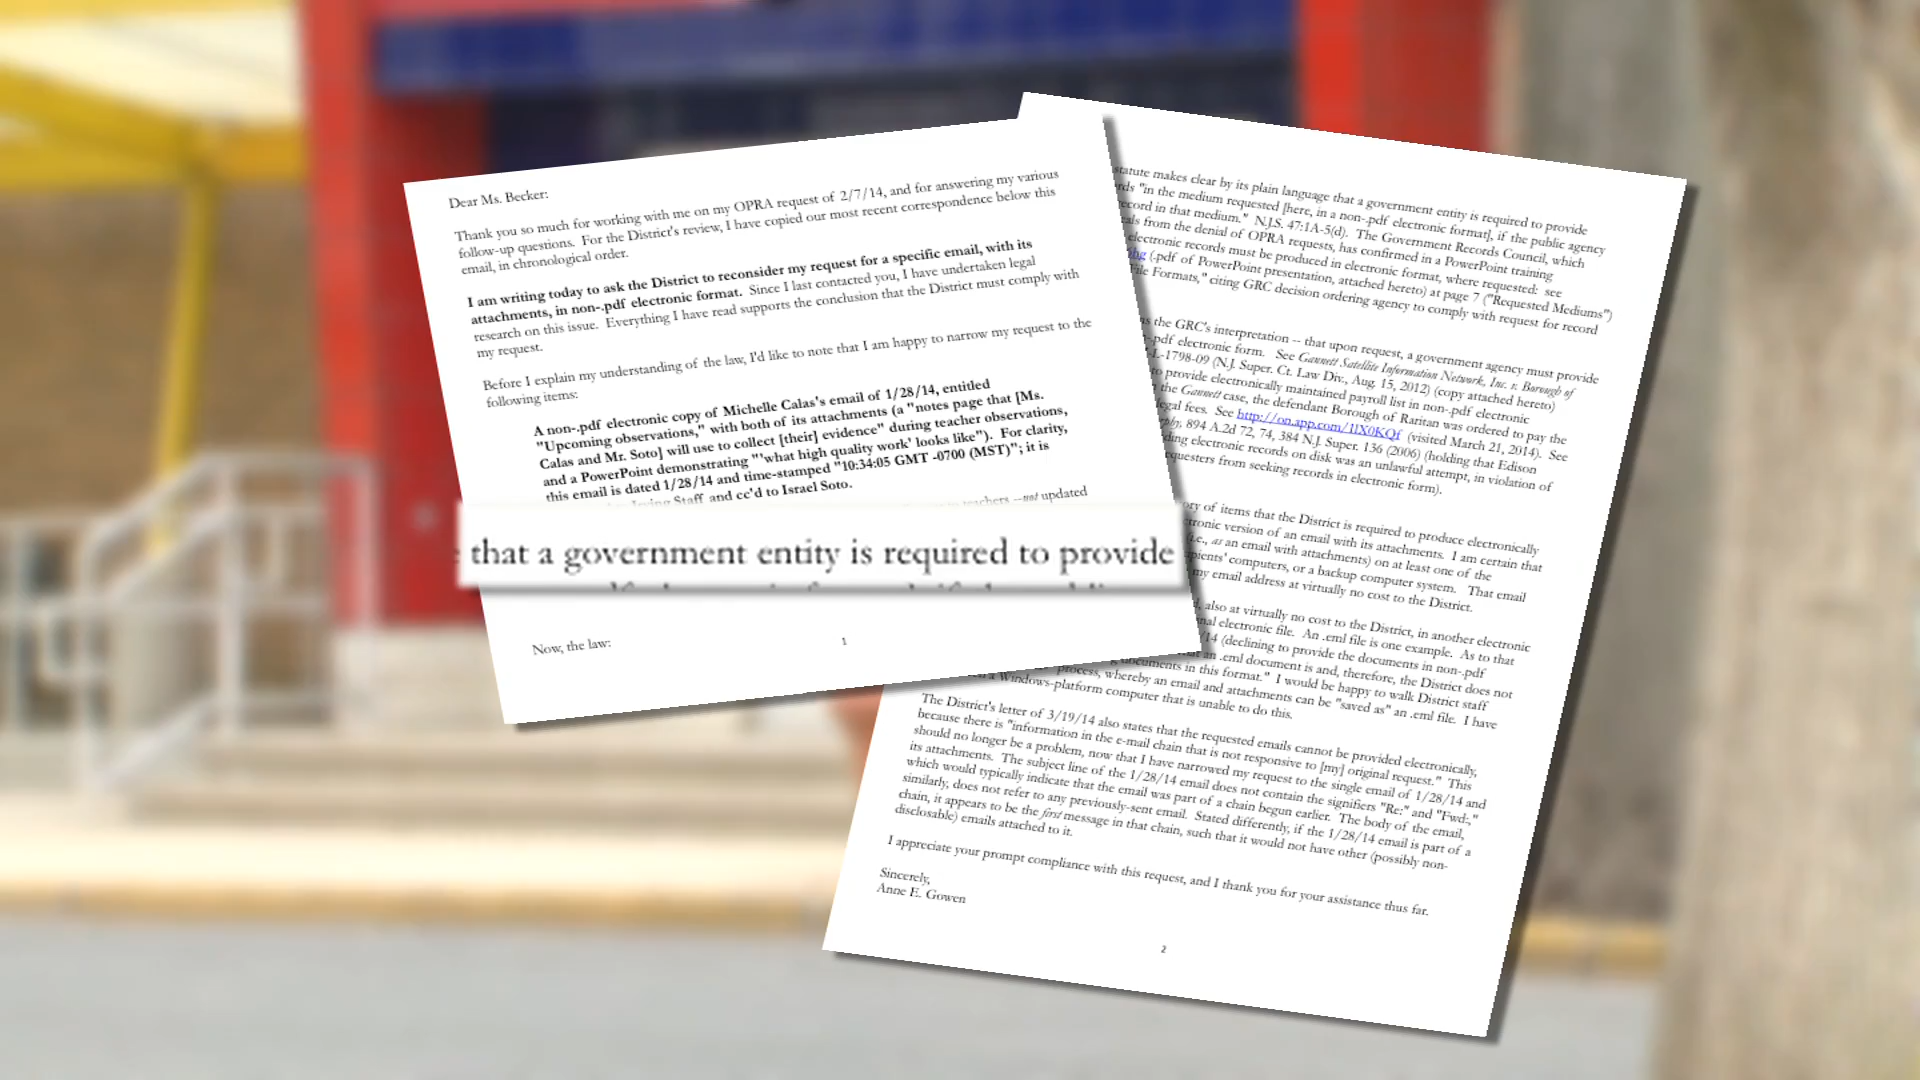 Dear Ms. Becker:
Thank you so much for working with me on my OPRA request of 2/7/14, and for answering my various
follow-up questions. For the District's review, I have copied our most recent correspondence below this
email, in chronological order.
I am writing today to ask the District to reconsider my request for a specific email, with its
attachments, in non-.pdf electronic format. Since I last contacted you, I have undertaken legal
research on this issue. Everything I have read supports the conclusion that the District must comply with
my request.
Before I explain my understanding of the law, I'd like to note that I am happy to narrow my request to the
following items:
A non-.pdf electronic copy of Michelle Calas's email of 1/28/14, entitled
"Upcoming observations," with both of its attachments (a "notes page that [Ms.
Calas and Mr. Soto] will use to collect [their] evidence" during teacher observations,
and a PowerPoint demonstrating "'what high quality work' looks like"). For clarity,
this email is dated 1/28/14 and time-stamped "10:34:05 GMT -0700 (MST)"; it is
Staff and cc'd to Israel Soto.
teachers --not updated
that a government entity is required to provide
Now, the law:
1
statute makes clear by its plain language that a government entity is required to provide
"in the medium requested [here, in a non-.pdf electronic format], if the public agency
record in that medium." N.J.S. 47:1A-5(d). The Government Records Council, which
from the denial of OPRA requests, has confirmed in a PowerPoint training
electronic records must be produced in electronic format, where requested: see
(.pdf of PowerPoint presentation, attached hereto) at page 7 ("Requested Mediums")
File Formats," citing GRC decision ordering agency to comply with request for record
the GRC's interpretation -- that upon request, a government agency must provide
.pdf electronic form. See Gannett Satellite Information Network, Inc. v. Borough of
L-1798-09 (N.J. Super. Ct. Law Div., Aug. 15, 2012) (copy attached hereto)
to provide electronically maintained payroll list in non-.pdf electronic
the Gannett case, the defendant Borough of Raritan was ordered to pay the
legal fees. See http://on.app.com/1lX0KQf (visited March 21, 2014). See
894 A.2d 72, 74, 384 N.J. Super. 136 (2006) (holding that Edison
electronic records on disk was an unlawful attempt, in violation of
requesters from seeking records in electronic form).
of items that the District is required to produce electronically
version of an email with its attachments. I am certain that
(i.e., as an email with attachments) on at least one of the
computers, or a backup computer system. That email
my email address at virtually no cost to the District.
also at virtually no cost to the District, in another electronic
electronic file. An .eml file is one example. As to that
(declining to provide the documents in non-.pdf
an .eml document is and, therefore, the District does not
documents in this format." I would be happy to walk District staff
process, whereby an email and attachments can be "saved as" an .eml file. I have
a Windows-platform computer that is unable to do this.
The District's letter of 3/19/14 also states that the requested emails cannot be provided electronically,
because there is "information in the e-mail chain that is not responsive to [my] original request." This
should no longer be a problem, now that I have narrowed my request to the single email of 1/28/14 and
its attachments. The subject line of the 1/28/14 email does not contain the signifiers "Re:" and "Fwd:,"
which would typically indicate that the email was part of a chain begun earlier. The body of the email,
similarly, does not refer to any previously-sent email. Stated differently, if the 1/28/14 email is part of a
chain, it appears to be the first message in that chain, such that it would not have other (possibly non-
disclosable) emails attached to it.
I appreciate your prompt compliance with this request, and I thank you for your assistance thus far.
Sincerely,
Anne E. Gowen
2